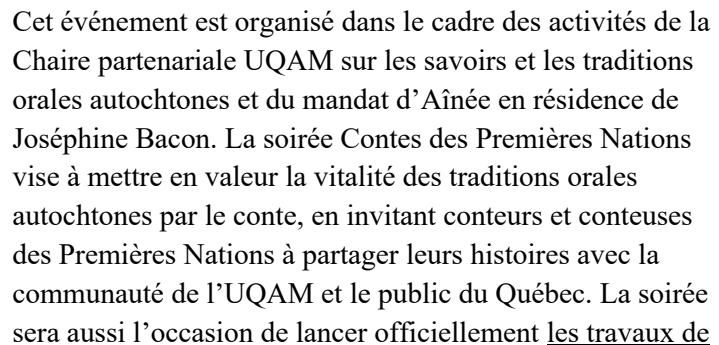 Cet événement est organisé dans le cadre des activités de la
Chaire partenariale UQAM sur les savoirs et les traditions
orales autochtones et du mandat d’Aînée en résidence de
Joséphine Bacon. La soirée Contes des Premières Nations
vise à mettre en valeur la vitalité des traditions orales
autochtones par le conte, en invitant conteurs et conteuses
des Premières Nations à partager leurs histoires avec la
communauté de l’UQAM et le public du Québec. La soirée
sera aussi l’occasion de lancer officiellement les travaux de